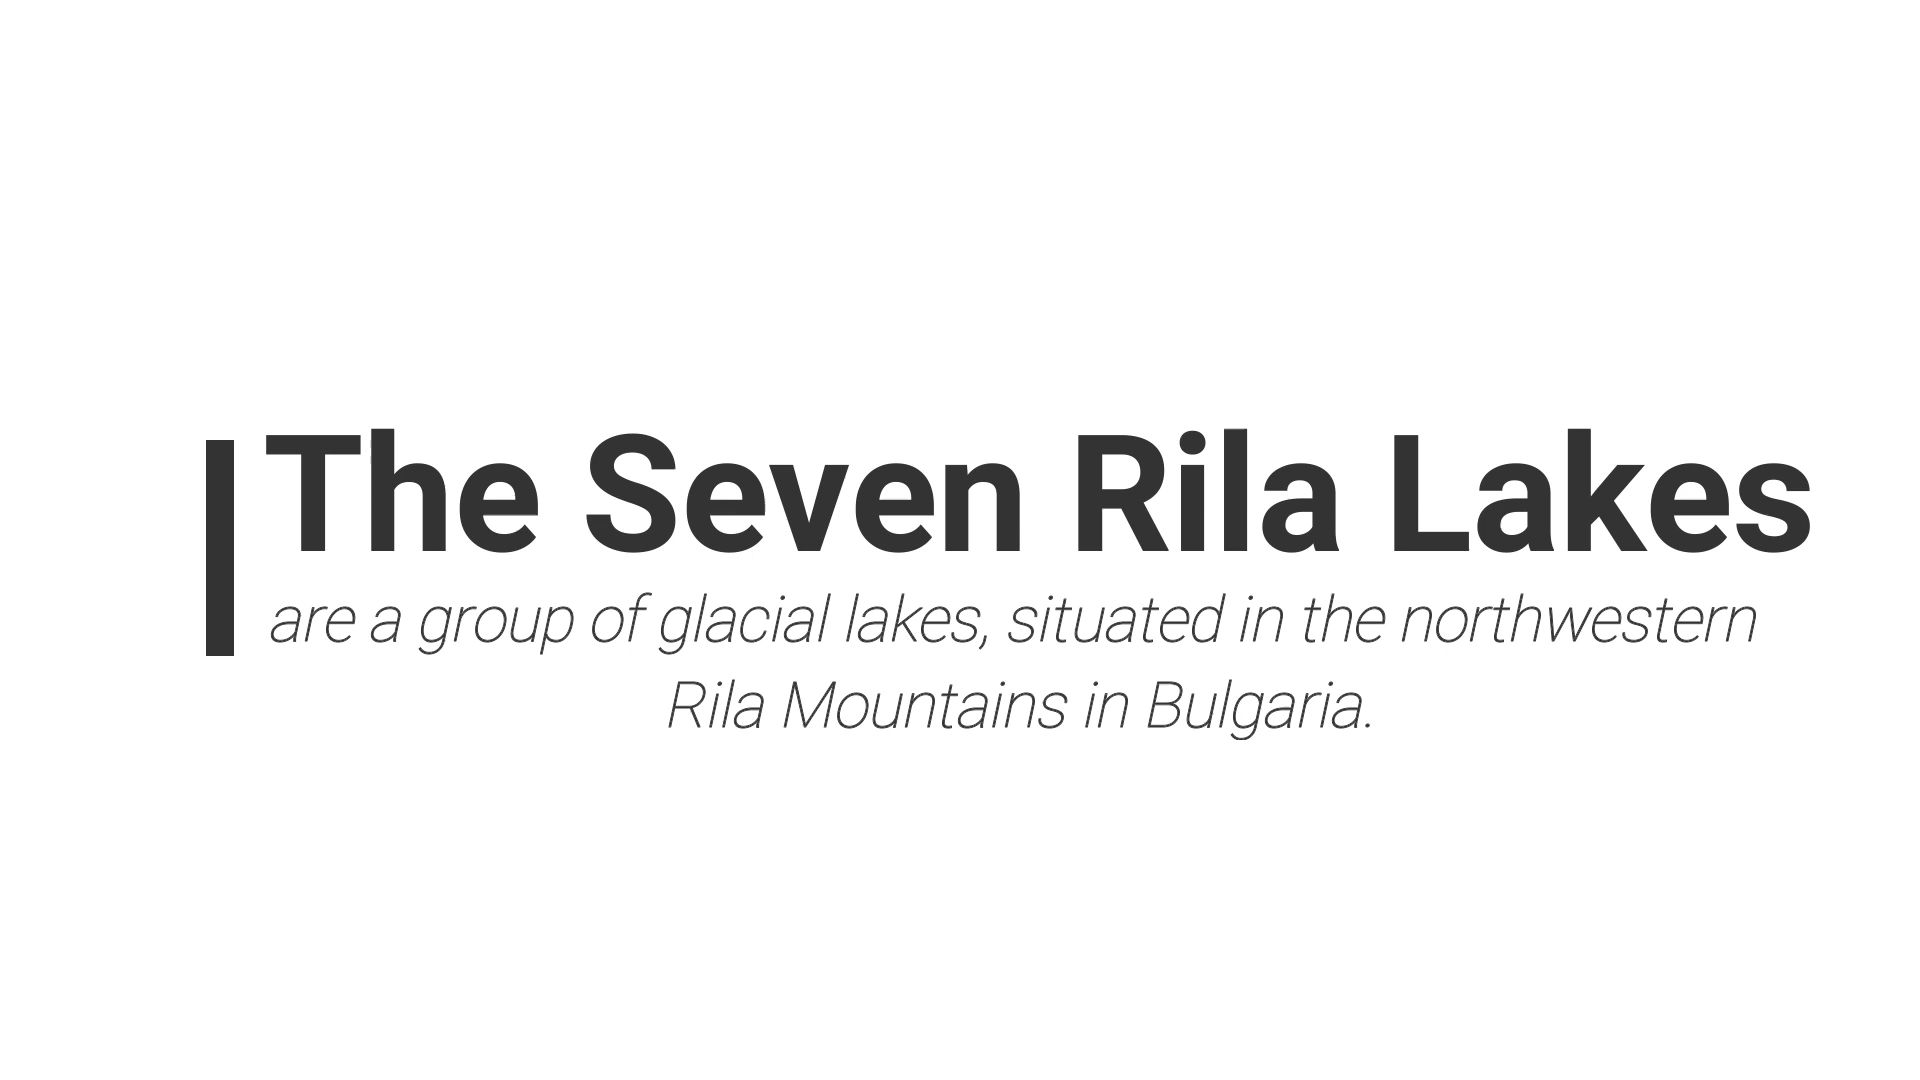 The Seven Rila Lakes
are a group of glacial lakes, situated in the northwestern
Rila Mountains in Bulgaria.